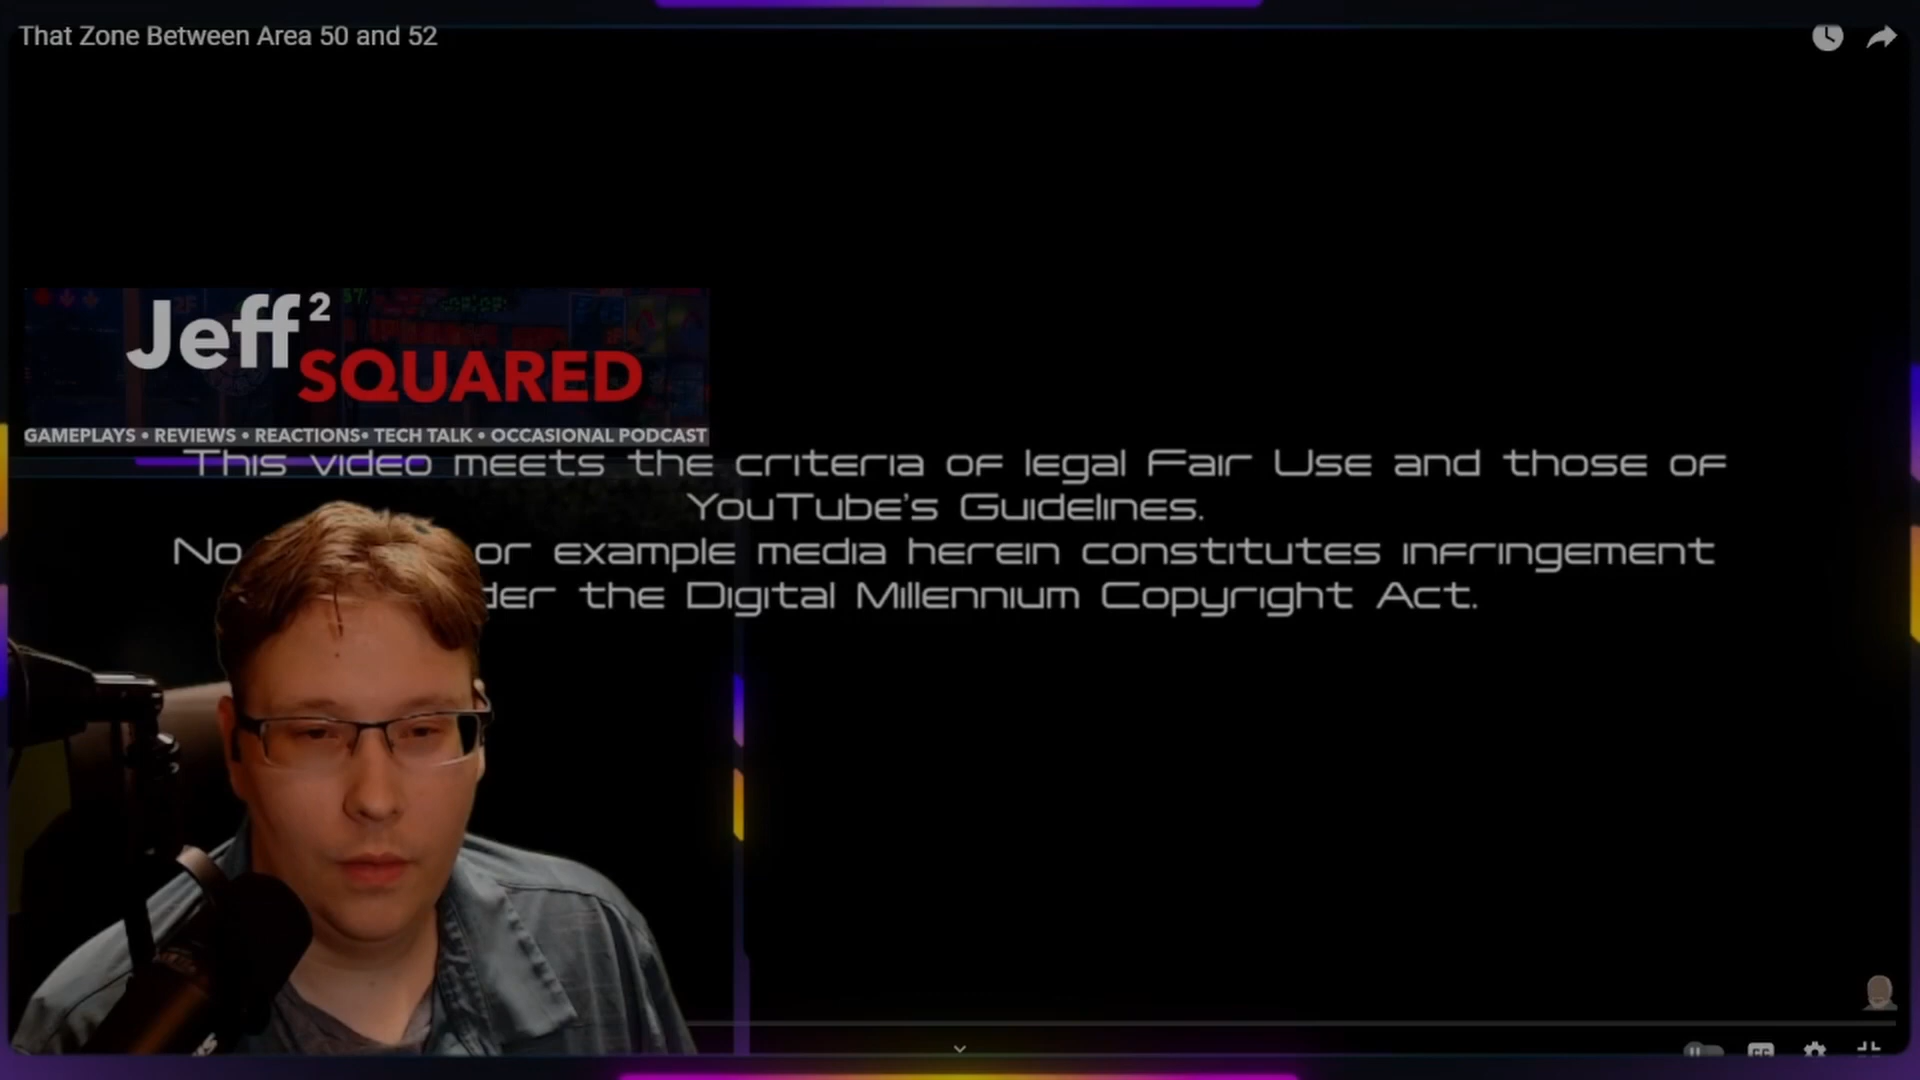 That Zone Between Area 50 and 52
Jeff²
SQUARED
GAMEPLAYS • REVIEWS • REACTIONS• TECH TALK • OCCASIONAL PODCAST
This video meets the criteria of legal Fair Use and those of
YouTube's Guidelines.
No or example media herein constitutes infringement
the Digital Millennium Copyright Act.
CC